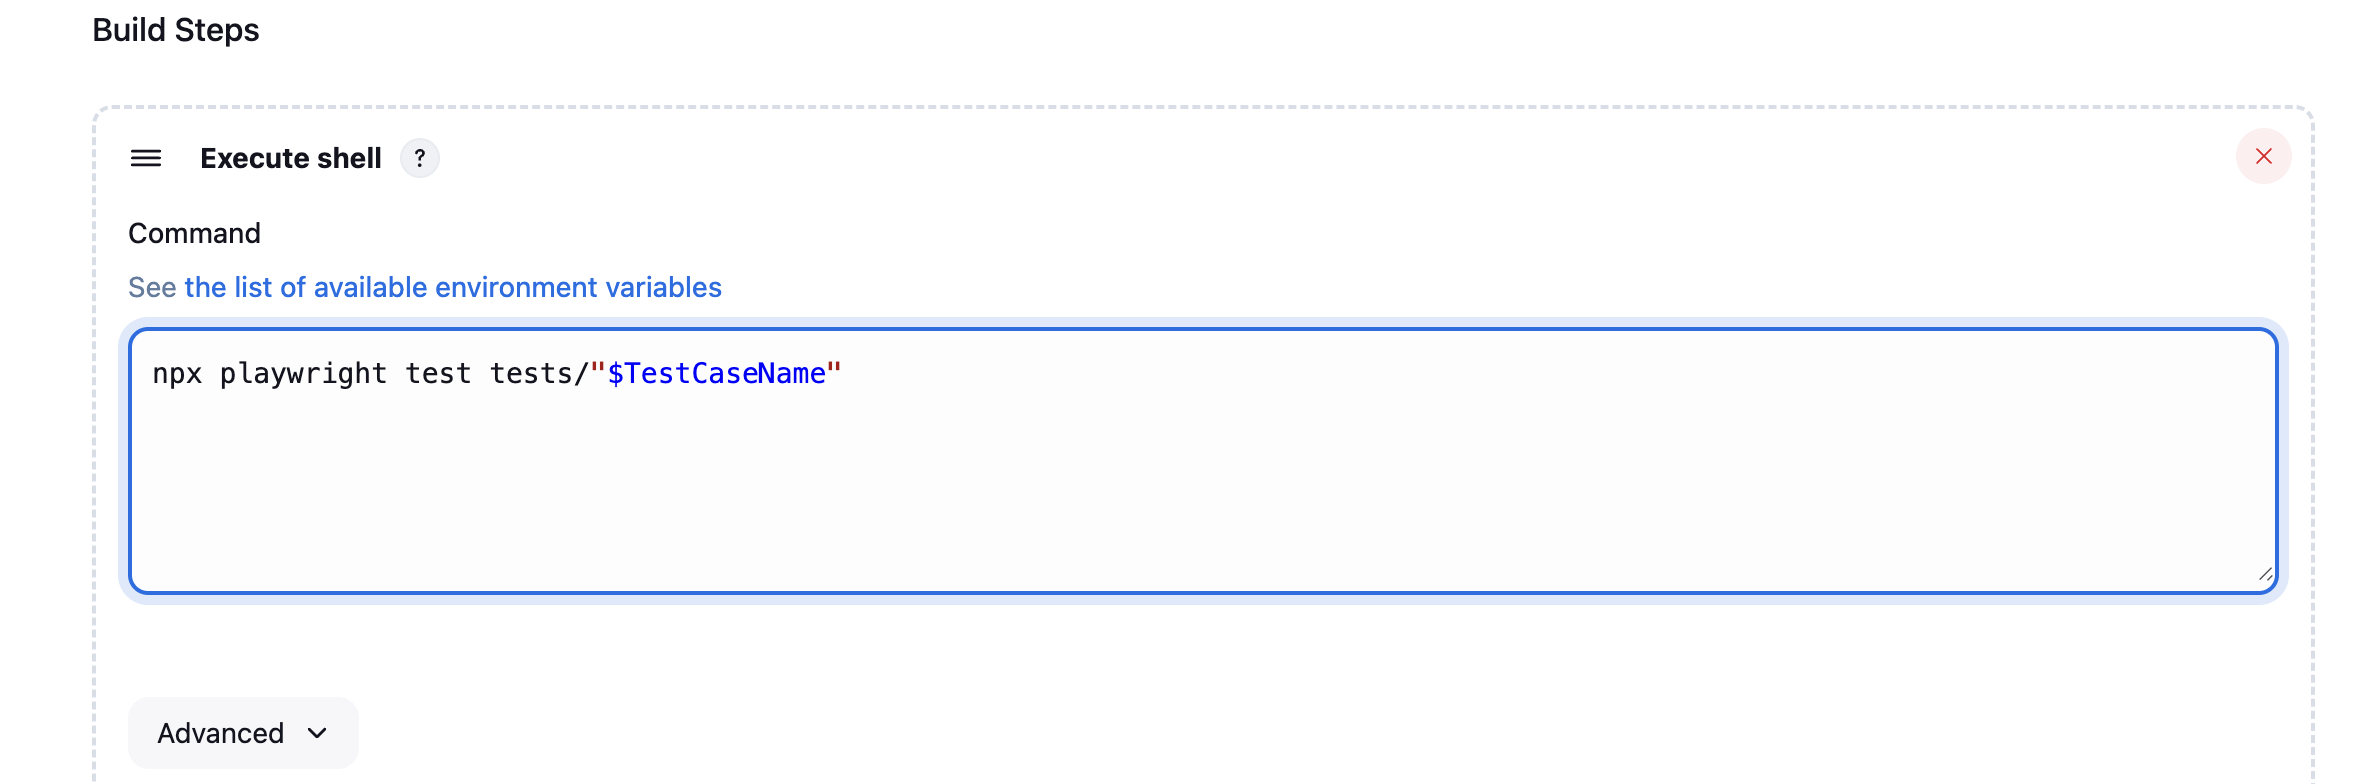 Build Steps
Execute shell ?
Command
See the list of available environment variables
npx playwright test tests/"$TestCaseName"
Advanced